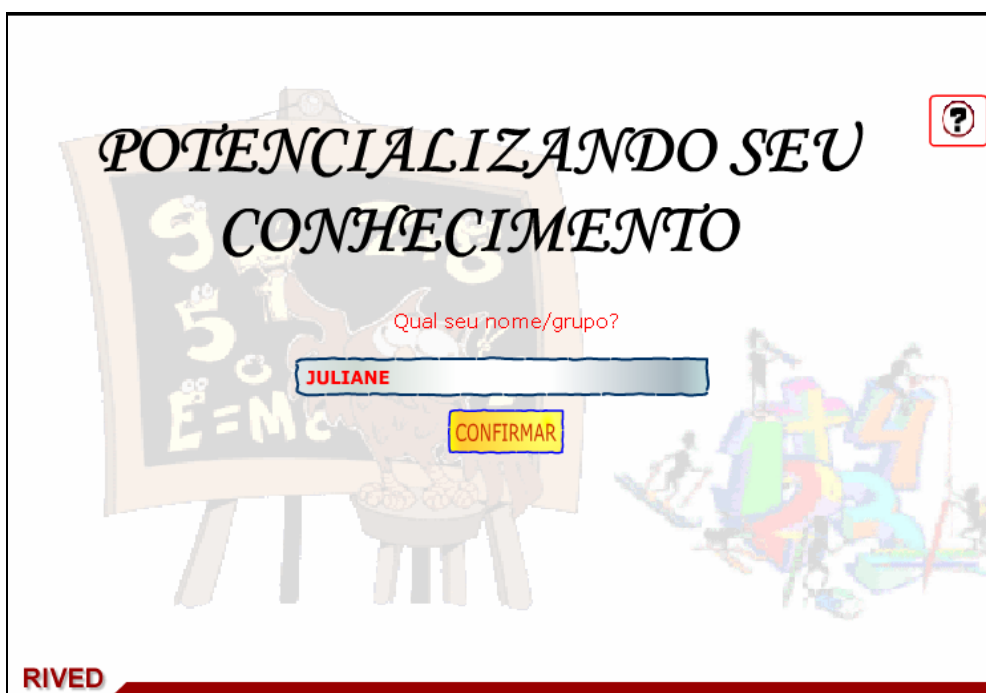 POTENCIALIZANDO SEU
CONHECIMENTO
?
Qual seu nome/grupo?
JULIANE
CONFIRMAR
RIVED